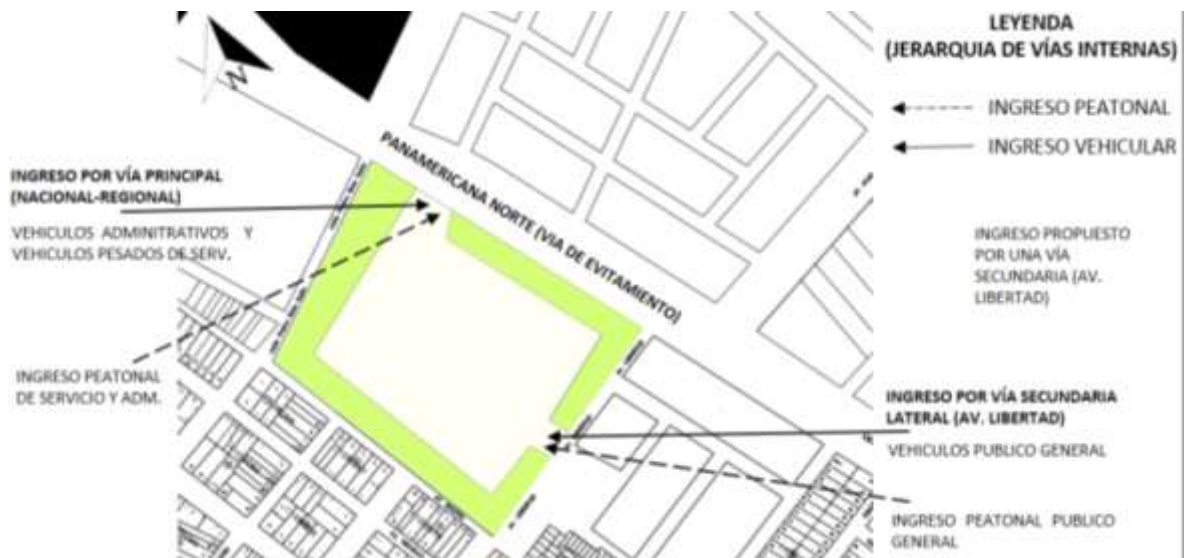 LEYENDA
(JERARQUIA DE VÍAS INTERNAS)
INGRESO PEATONAL
INGRESO VEHICULAR
N
PANAMERICANA NORTE (VIA DE EVITAMIENTO)
INGRESO POR VÍA PRINCIPAL
(NACIONAL-REGIONAL)
VEHICULOS ADMINITRATIVOS Y
VEHICULOS PESADOS DE SERV.
INGRESO PROPUESTO
POR UNA VÍA
SECUNDARIA (AV.
LIBERTAD)
INGRESO PEATONAL
DE SERVICIO Y ADM.
INGRESO POR VÍA SECUNDARIA
LATERAL (AV. LIBERTAD)
VEHICULOS PUBLICO GENERAL
INGRESO PEATONAL PUBLICO
GENERAL